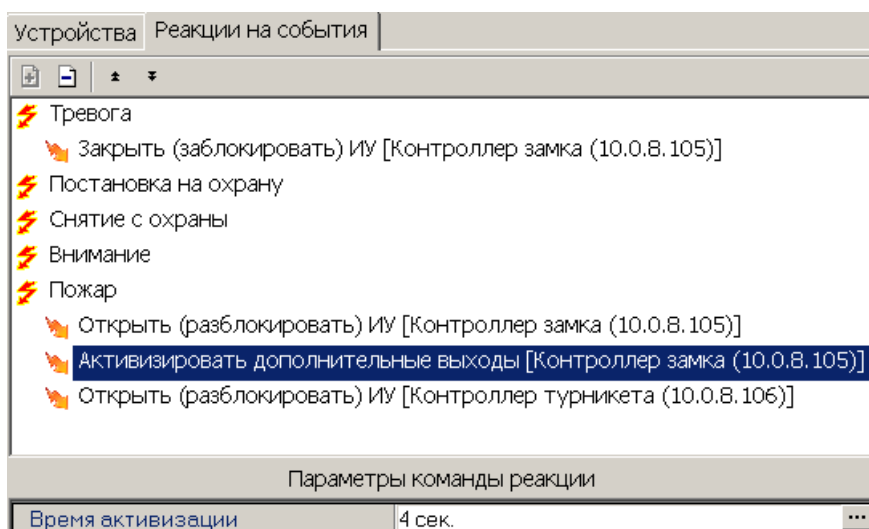 Устройства Реакции на события
Тревога
Закрыть (заблокировать) ИУ [Контроллер замка (10.0.8.105)]
Постановка на охрану
Снятие с охраны
Внимание
Пожар
Открыть (разблокировать) ИУ [Контроллер замка (10.0.8.105)]
Активизировать дополнительные выходы [Контроллер замка (10.0.8.105)]
Открыть (разблокировать) ИУ [Контроллер турникета (10.0.8.106)]
Параметры команды реакции
Время активизации 4 сек. ...